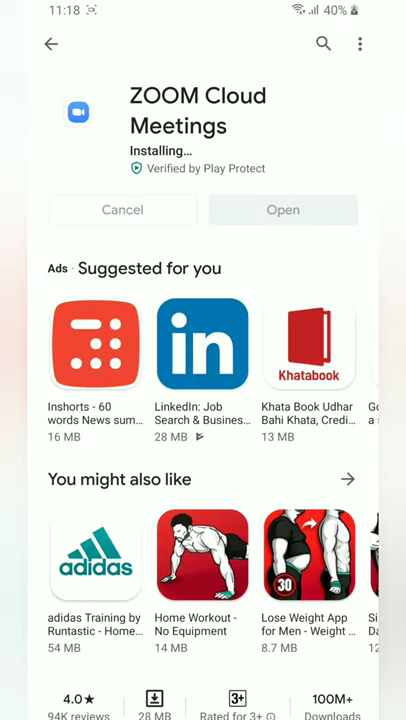 11:18
40%
ZOOM Cloud
Meetings
Installing...
Verified by Play Protect
Cancel
Open
Ads · Suggested for you
in
Khatabook
Inshorts - 60
words News sum...
16 MB
LinkedIn: Job
Search & Busines...
28 MB
Khata Book Udhar
Bahi Khata, Credi...
13 MB
You might also like
adidas
30
adidas Training by
Runtastic - Home...
54 MB
Home Workout -
No Equipment
14 MB
Lose Weight App
for Men - Weight ...
8.7 MB
4.0★
3+
100M+
94K reviews
28 MB
Rated for 3+
Downloads